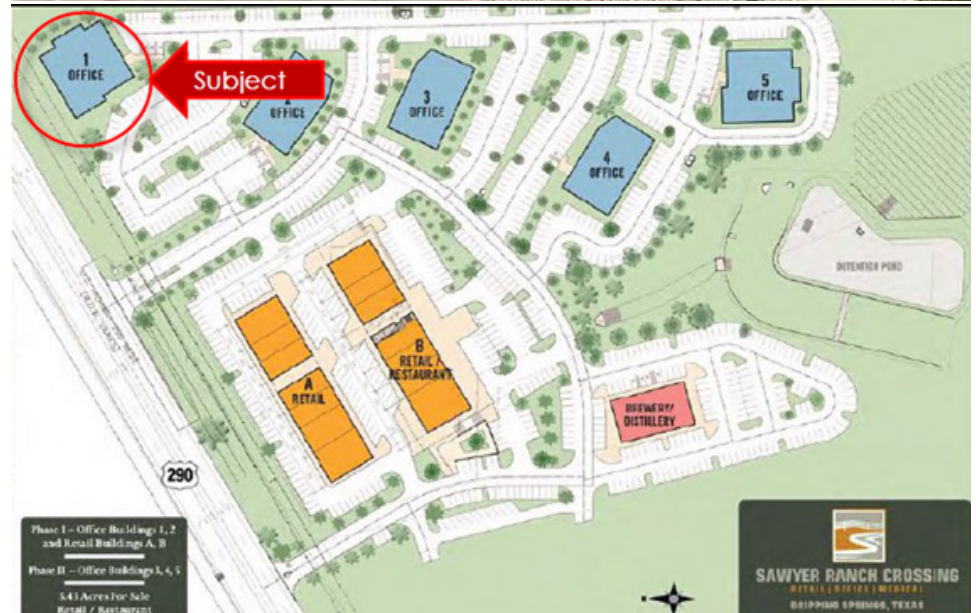 1
OFFICE
Subject
2
OFFICE
3
OFFICE
4
OFFICE
5
OFFICE
DETENTION POND
B
RETAIL /
RESTAURANT
A
RETAIL
BREWERY/
DISTILLERY
290
Phase I – Office Buildings 1, 2
and Retail Buildings A, B
Phase II – Office Buildings 3, 4, 5
5.43 Acres For Sale
Retail / Restaurant
SAWYER RANCH CROSSING
RETAIL | OFFICE | MEDICAL
DRIPPING SPRINGS, TEXAS